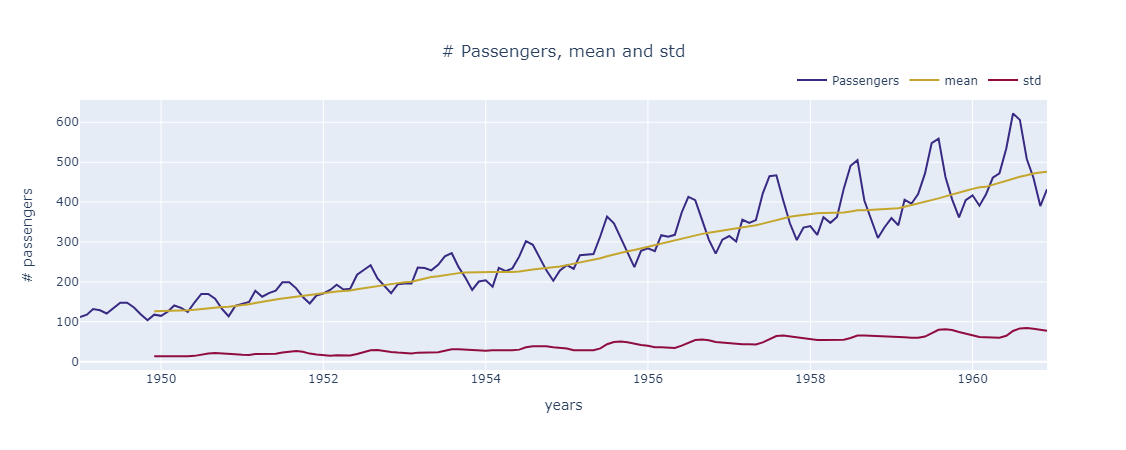 # Passengers, mean and std
Passengers mean std
# passengers
600
500
400
300
200
100
0
1950 1952 1954 1956 1958 1960
years